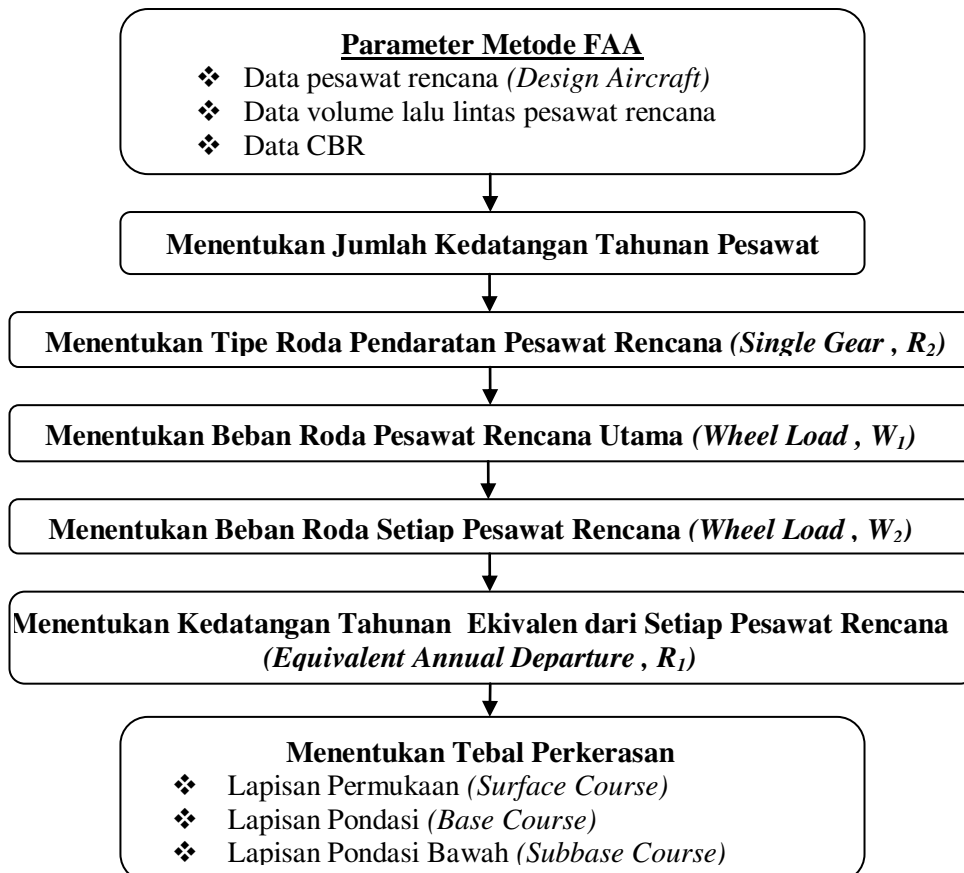 Parameter Metode FAA
❖ Data pesawat rencana (Design Aircraft)
❖ Data volume lalu lintas pesawat rencana
❖ Data CBR
Menentukan Jumlah Kedatangan Tahunan Pesawat
Menentukan Tipe Roda Pendaratan Pesawat Rencana (Single Gear , R₂)
Menentukan Beban Roda Pesawat Rencana Utama (Wheel Load , W₁)
Menentukan Beban Roda Setiap Pesawat Rencana (Wheel Load , W₂)
Menentukan Kedatangan Tahunan Ekivalen dari Setiap Pesawat Rencana
(Equivalent Annual Departure , R₁)
Menentukan Tebal Perkerasan
❖ Lapisan Permukaan (Surface Course)
❖ Lapisan Pondasi (Base Course)
❖ Lapisan Pondasi Bawah (Subbase Course)